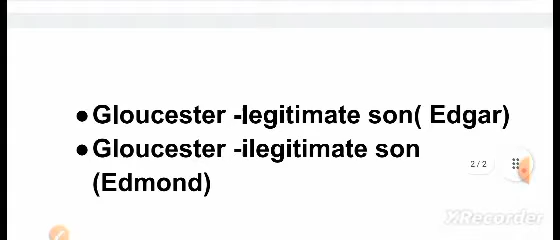 ●Gloucester -legitimate son( Edgar)
●Gloucester -ilegitimate son
(Edmond)
2/2
XRecorder